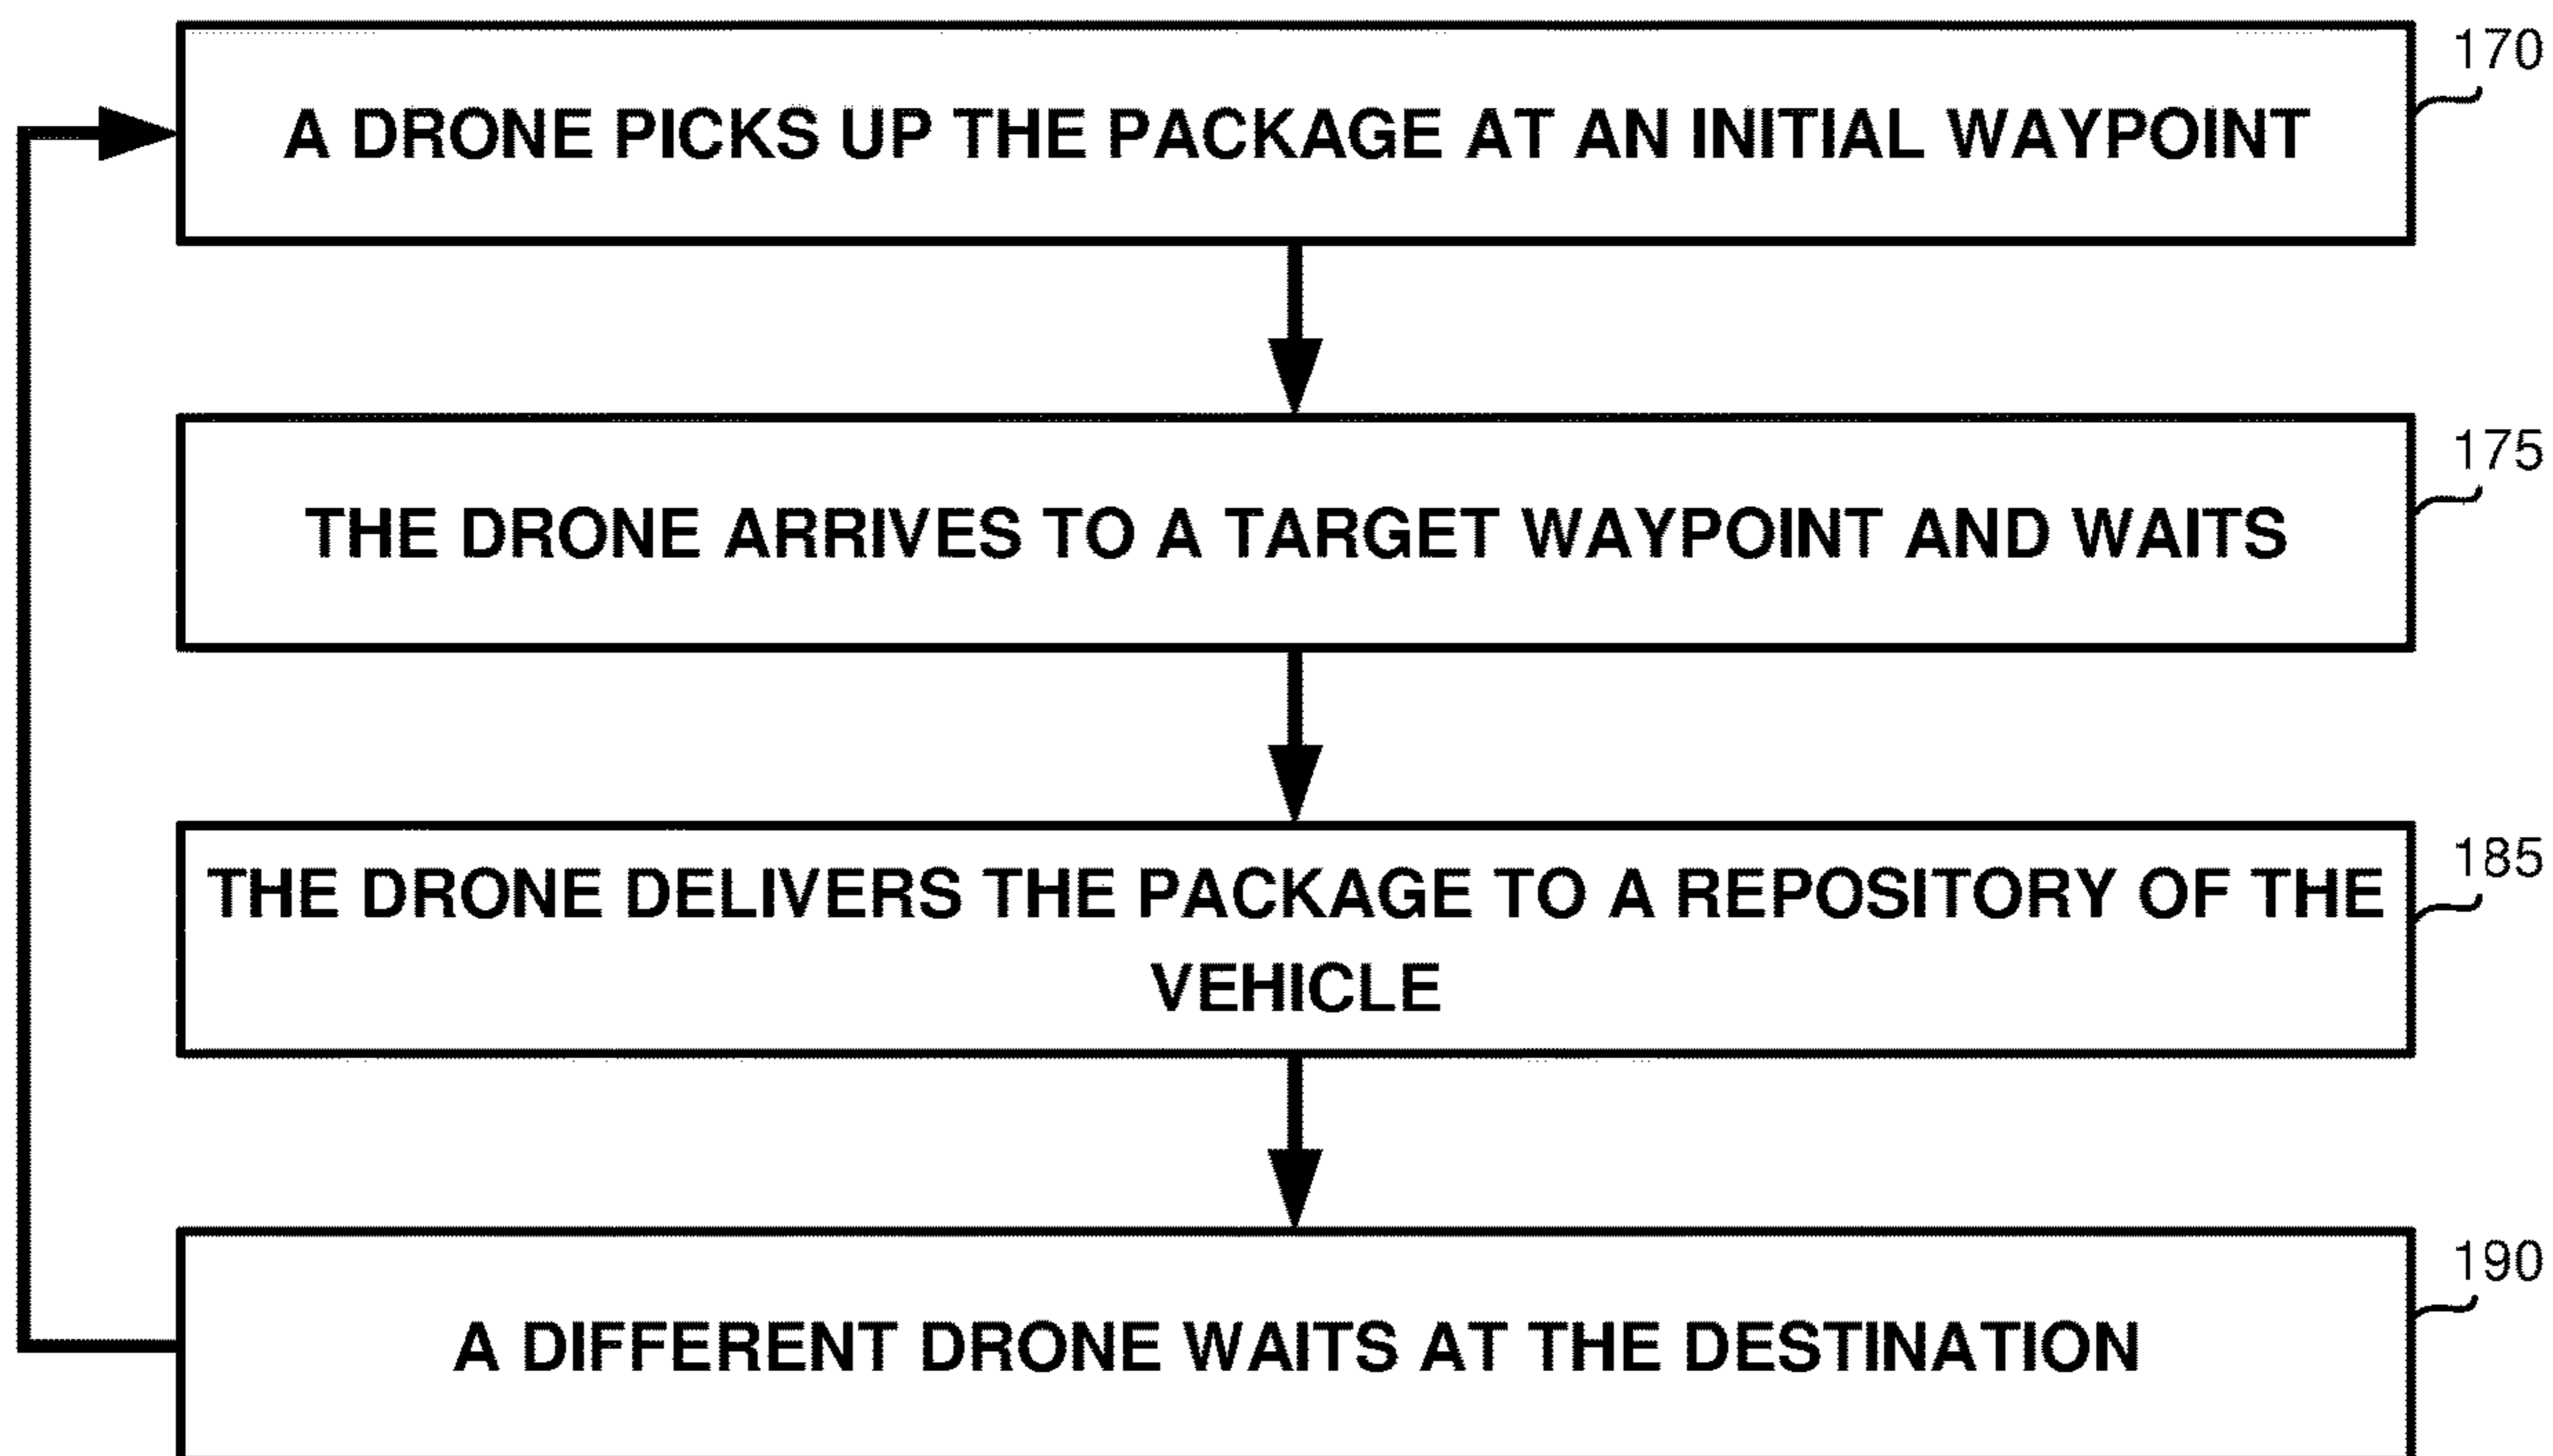 170
A DRONE PICKS UP THE PACKAGE AT AN INITIAL WAYPOINT
175
THE DRONE ARRIVES TO A TARGET WAYPOINT AND WAITS
185
THE DRONE DELIVERS THE PACKAGE TO A REPOSITORY OF THE
VEHICLE
190
A DIFFERENT DRONE WAITS AT THE DESTINATION